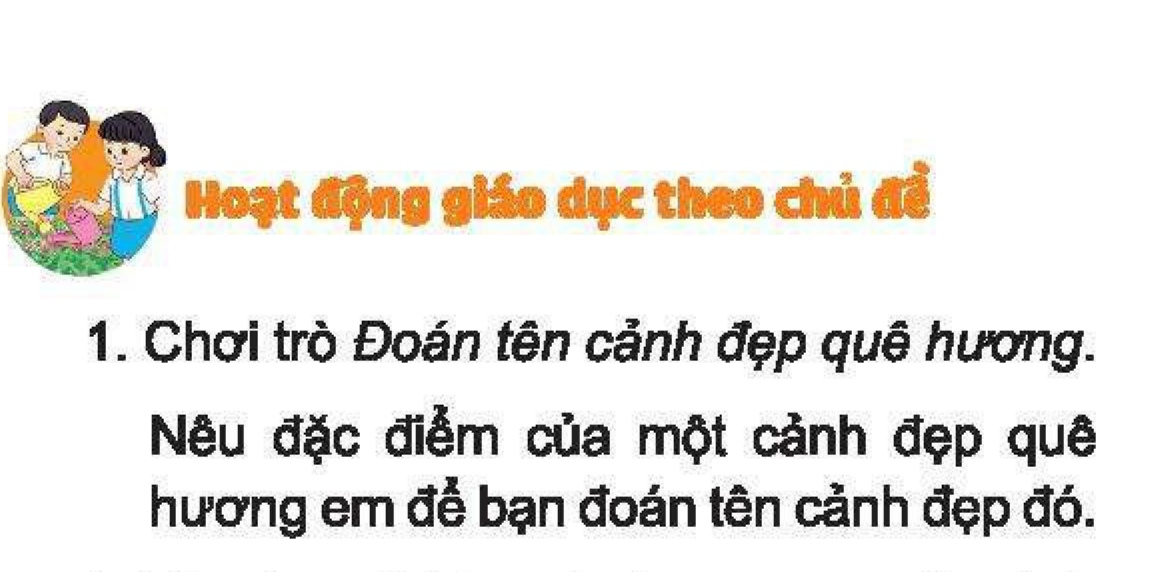 Hoạt động giáo dục theo chủ đề
1. Chơi trò Đoán tên cảnh đẹp quê hương.
Nêu đặc điểm của một cảnh đẹp quê
hương em để bạn đoán tên cảnh đẹp đó.